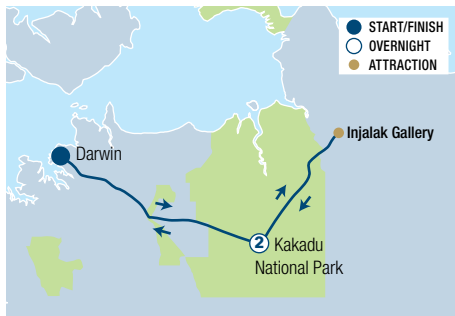 START/FINISH
OVERNIGHT
ATTRACTION
Injalak Gallery
Darwin
2 Kakadu
National Park